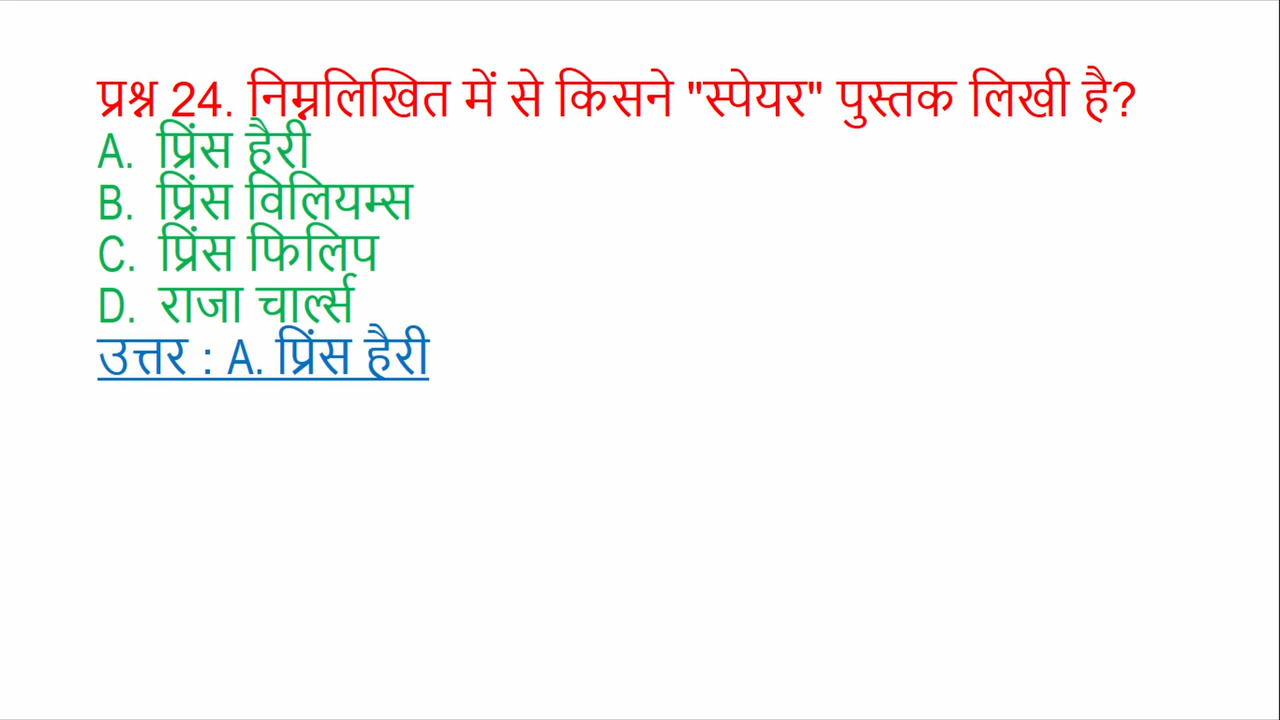 प्रश्न 24. निम्नलिखित में से किसने "स्पेयर" पुस्तक लिखी है?
A. प्रिंस हैरी
B. प्रिंस विलियम्स
C. प्रिंस फिलिप
D. राजा चार्ल्स
उत्तर : A. प्रिंस हैरी